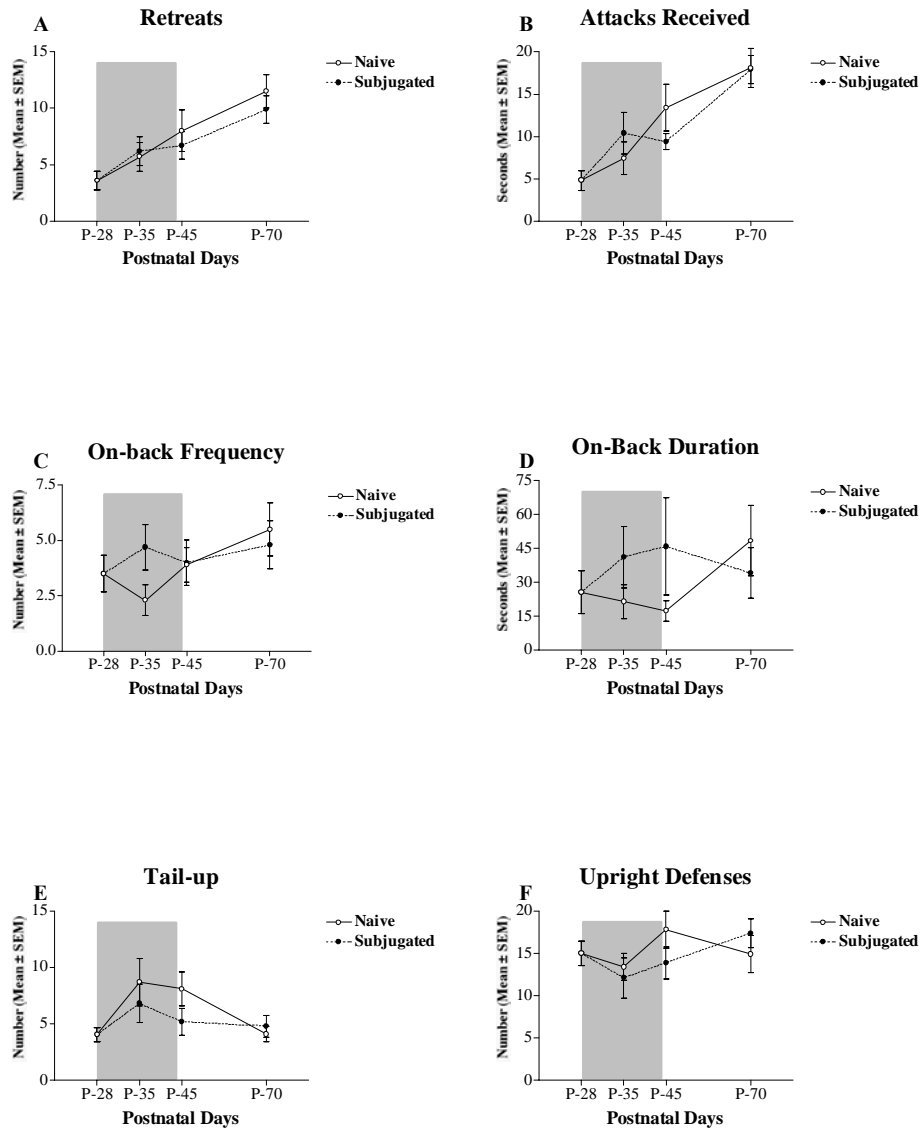 A
Retreats
Number (Mean ± SEM)
15
10
5
0
P-28 P-35 P-45 P-70
Postnatal Days
Naive
Subjugated
B
Attacks Received
Seconds (Mean ± SEM)
20
15
10
5
0
P-28 P-35 P-45 P-70
Postnatal Days
Naive
Subjugated
C
On-back Frequency
Number (Mean ± SEM)
7.5
5.0
2.5
0.0
P-28 P-35 P-45 P-70
Postnatal Days
Naive
Subjugated
D
On-Back Duration
Seconds (Mean ± SEM)
75
60
45
30
15
0
P-28 P-35 P-45 P-70
Postnatal Days
Naive
Subjugated
E
Tail-up
Number (Mean ± SEM)
15
10
5
0
P-28 P-35 P-45 P-70
Postnatal Days
Naive
Subjugated
F
Upright Defenses
Number (Mean ± SEM)
20
15
10
5
0
P-28 P-35 P-45 P-70
Postnatal Days
Naive
Subjugated